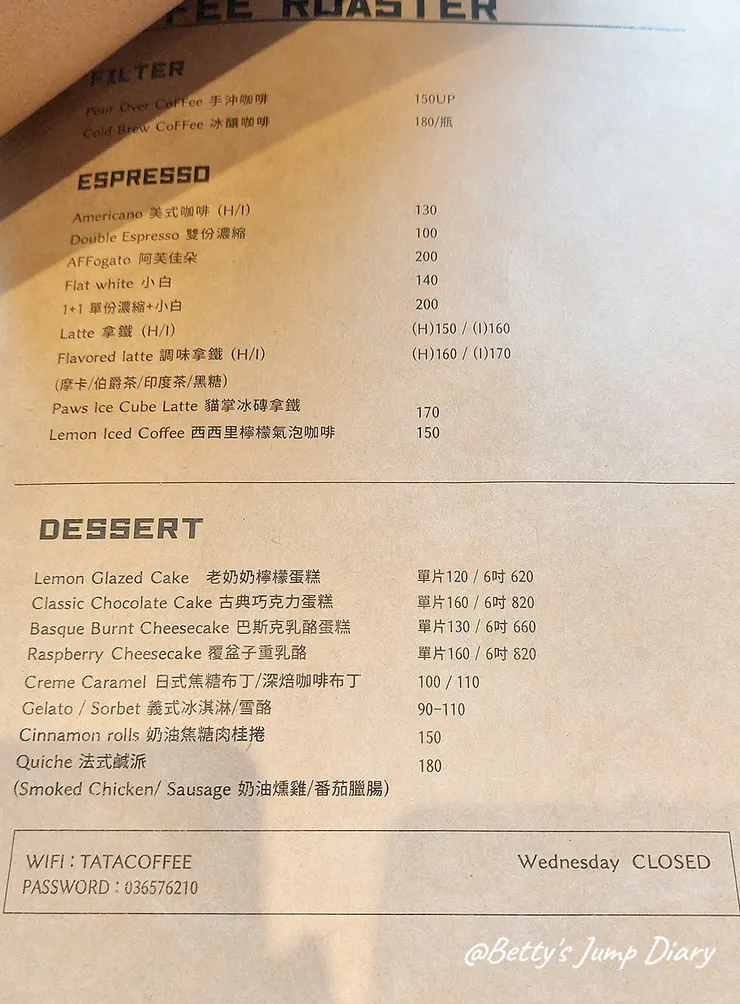 FEE ROASTER
FILTER
Pour Over CoFFee 手沖咖啡 150UP
Cold Brew CoFFee 冰釀咖啡 180/瓶
ESPRESSO
Americano 美式咖啡 (H/I) 130
Double Espresso 雙份濃縮 100
AFFogato 阿芙佳朵 200
Flat white 小白 140
1+1 單份濃縮+小白 200
Latte 拿鐵 (H/I) (H)150 / (I)160
Flavored latte 調味拿鐵 (H/I) (H)160 / (I)170
(摩卡/伯爵茶/印度茶/黑糖)
Paws Ice Cube Latte 貓掌冰磚拿鐵 170
Lemon Iced Coffee 西西里檸檬氣泡咖啡 150
DESSERT
Lemon Glazed Cake 老奶奶檸檬蛋糕 單片120 / 6吋 620
Classic Chocolate Cake 古典巧克力蛋糕 單片160 / 6吋 820
Basque Burnt Cheesecake 巴斯克乳酪蛋糕 單片130 / 6吋 660
Raspberry Cheesecake 覆盆子重乳酪 單片160 / 6吋 820
Creme Caramel 日式焦糖布丁/深焙咖啡布丁 100 / 110
Gelato / Sorbet 義式冰淇淋/雪酪 90-110
Cinnamon rolls 奶油焦糖肉桂捲 150
Quiche 法式鹹派 180
(Smoked Chicken/ Sausage 奶油燻雞/番茄臘腸)
WIFI : TATACOFFEE Wednesday CLOSED
PASSWORD : 036576210
@Betty's Jump Diary